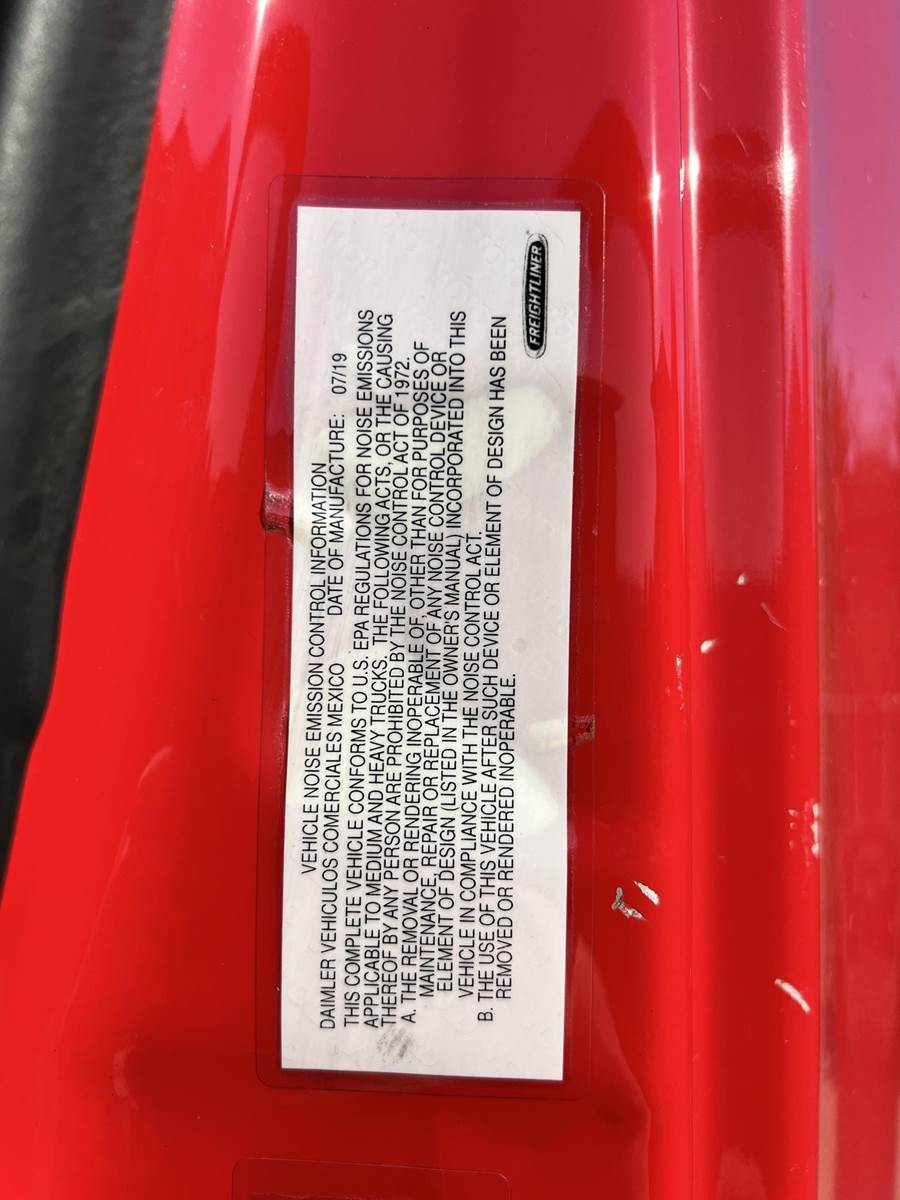 FREIGHTLINER
VEHICLE NOISE EMISSION CONTROL INFORMATION
DAIMLER VEHICULOS COMERCIALES MEXICO DATE OF MANUFACTURE: 07/19
THIS COMPLETE VEHICLE CONFORMS TO U.S. EPA REGULATIONS FOR NOISE EMISSIONS
APPLICABLE TO MEDIUM AND HEAVY TRUCKS. THE FOLLOWING ACTS, OR THE CAUSING
THEREOF BY ANY PERSON ARE PROHIBITED BY THE NOISE CONTROL ACT OF 1972.
A. THE REMOVAL OR RENDERING INOPERABLE OF, OTHER THAN FOR PURPOSES OF
MAINTENANCE, REPAIR OR REPLACEMENT OF ANY NOISE CONTROL DEVICE OR
ELEMENT OF DESIGN (LISTED IN THE OWNER'S MANUAL) INCORPORATED INTO THIS
VEHICLE IN COMPLIANCE WITH THE NOISE CONTROL ACT.
B. THE USE OF THIS VEHICLE AFTER SUCH DEVICE OR ELEMENT OF DESIGN HAS BEEN
REMOVED OR RENDERED INOPERABLE.